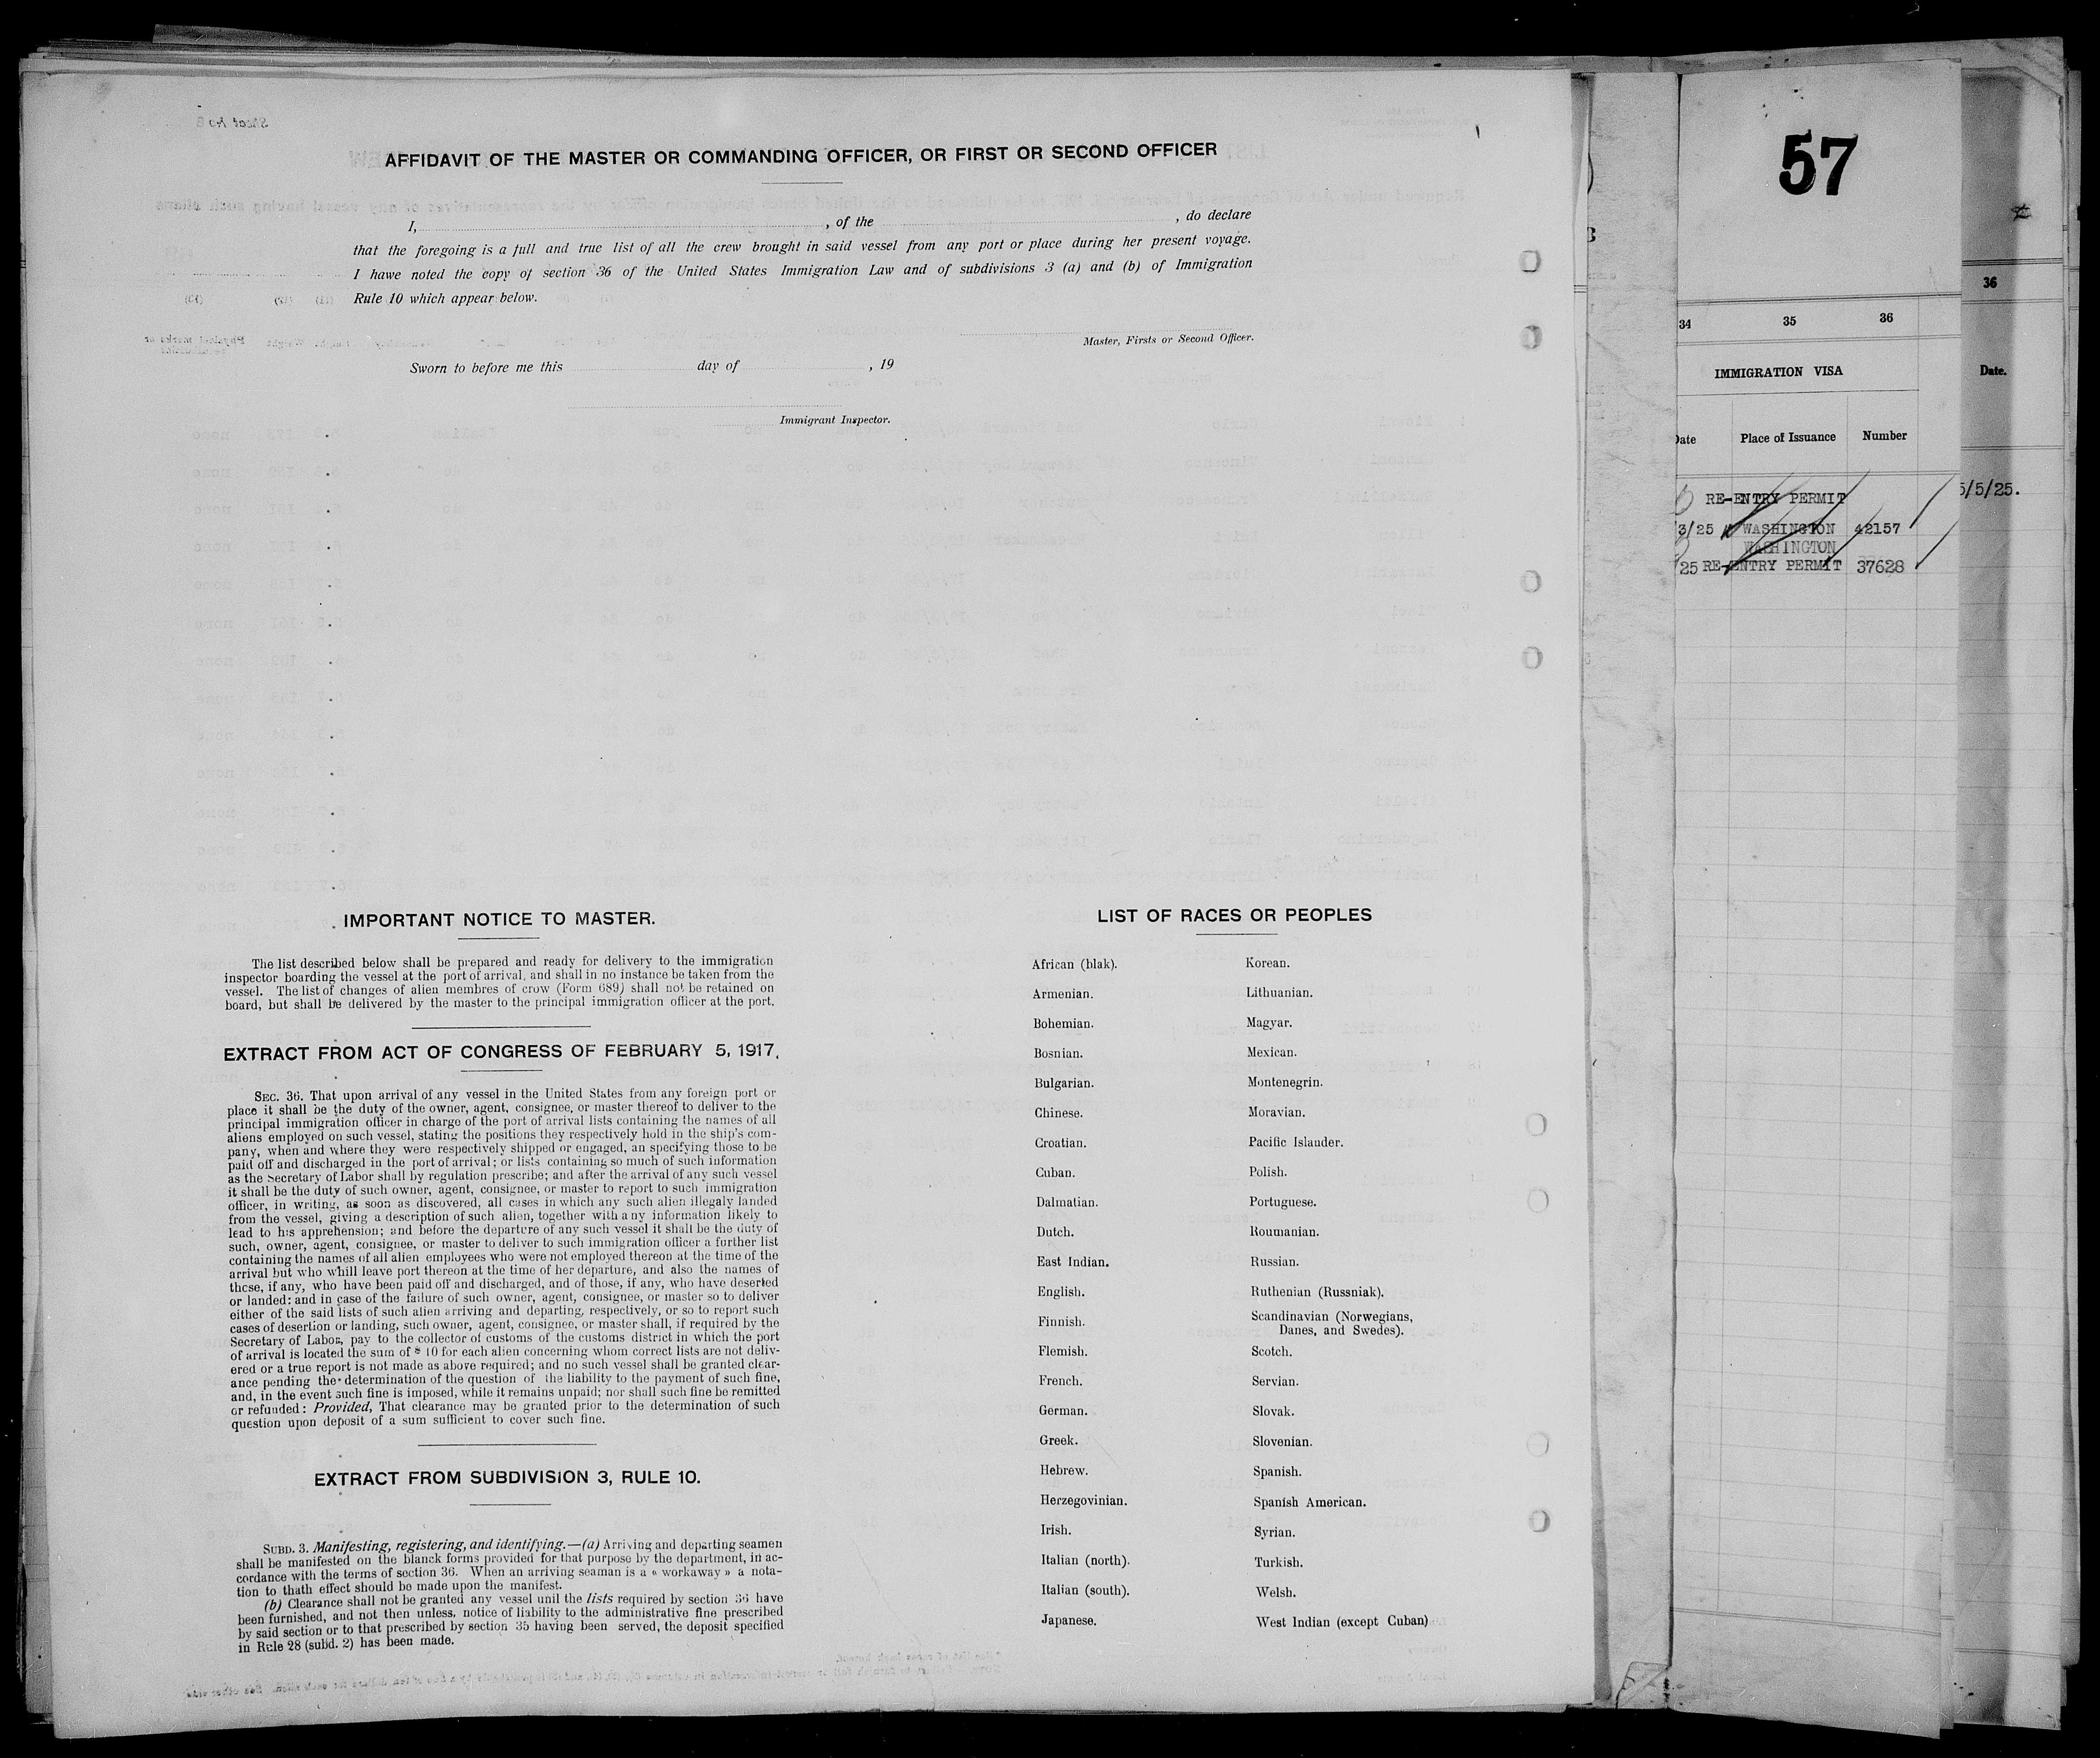 AFFIDAVIT OF THE MASTER OR COMMANDING OFFICER, OR FIRST OR SECOND OFFICER
I, , of the , do declare
that the foregoing is a full and true list of all the crew brought in said vessel from any port or place during her present voyage.
I hawe noted the copy of section 36 of the United States Immigration Law and of subdivisions 3 (a) and (b) of Immigration
Rule 10 which appear below.
Master, Firsts or Second Officer.
Sworn to before me this day of , 19
Immigrant Inspector.
IMPORTANT NOTICE TO MASTER.
The list described below shall be prepared and ready for delivery to the immigration
inspector boarding the vessel at the port of arrival, and shall in no instance be taken from the
vessel. The list of changes of alien membres of crow (Form 689) shall not be retained on
board, but shall be delivered by the master to the principal immigration officer at the port.
EXTRACT FROM ACT OF CONGRESS OF FEBRUARY 5, 1917,
SEC. 36. That upon arrival of any vessel in the United States from any foreign port or
place it shall be the duty of the owner, agent, consignee, or master thereof to deliver to the
principal immigration officer in charge of the port of arrival lists containing the names of all
aliens employed on such vessel, stating the positions they respectively hold in the ship's com-
pany, when and where they were respectively shipped or engaged, an specifying those to be
paid off and discharged in the port of arrival; or lists containing so much of such information
as the Secretary of Labor shall by regulation prescribe; and after the arrival of any such vessel
it shall be the duty of such owner, agent, consignee, or master to report to such immigration
officer, in writing, as soon as discovered, all cases in which any such alien illegaly landed
from the vessel, giving a description of such alien, together with any information likely to
lead to his apprehension; and before the departure of any such vessel it shall be the duty of
such, owner, agent, consignee, or master to deliver to such immigration officer a further list
containing the names of all alien employees who were not employed thereon at the time of the
arrival but who whill leave port thereon at the time of her departure, and also the names of
those, if any, who have been paid off and discharged, and of those, if any, who have deserted
or landed: and in case of the failure of such owner, agent, consignee, or master so to deliver
either of the said lists of such alien arriving and departing, respectively, or so to report such
cases of desertion or landing, such owner, agent, consignee, or master shall, if required by the
Secretary of Labor, pay to the collector of customs of the customs district in which the port
of arrival is located the sum of $ 10 for each alien concerning whom correct lists are not deliv-
ered or a true report is not made as above required; and no such vessel shall be granted clear-
ance pending the determination of the question of the liability to the payment of such fine,
and, in the event such fine is imposed, while it remains unpaid; nor shall such fine be remitted
or refunded: Provided, That clearance may be granted prior to the determination of such
question upon deposit of a sum sufficient to cover such fine.
EXTRACT FROM SUBDIVISION 3, RULE 10.
SUBD. 3. Manifesting, registering, and identifying.—(a) Arriving and departing seamen
shall be manifested on the blanck forms provided for that purpose by the department, in ac-
cordance with the terms of section 36. When an arriving seaman is a « workaway » a nota-
tion to thath effect should be made upon the manifest.
(b) Clearance shall not be granted any vessel unil the lists required by section 36 have
been furnished, and not then unless, notice of liability to the administrative fine prescribed
by said section or to that prescribed by section 35 having been served, the deposit specified
in Rule 28 (subd. 2) has been made.
LIST OF RACES OR PEOPLES
African (blak).
Armenian.
Bohemian.
Bosnian.
Bulgarian.
Chinese.
Croatian.
Cuban.
Dalmatian.
Dutch.
East Indian.
English.
Finnish.
Flemish.
French.
German.
Greek.
Hebrew.
Herzegovinian.
Irish.
Italian (north).
Italian (south).
Japanese.
Korean.
Lithuanian.
Magyar.
Mexican.
Montenegrin.
Moravian.
Pacific Islander.
Polish.
Portuguese.
Roumanian.
Russian.
Ruthenian (Russniak).
Scandinavian (Norwegians,
Danes, and Swedes).
Scotch.
Servian.
Slovak.
Slovenian.
Spanish.
Spanish American.
Syrian.
Turkish.
Welsh.
West Indian (except Cuban)
57
34 35 36
IMMIGRATION VISA
Date Place of Issuance Number
RE-ENTRY PERMIT
3/25 WASHINGTON 42157
WASHINGTON
25 RE-ENTRY PERMIT 37628
36
Date.
5/5/25.